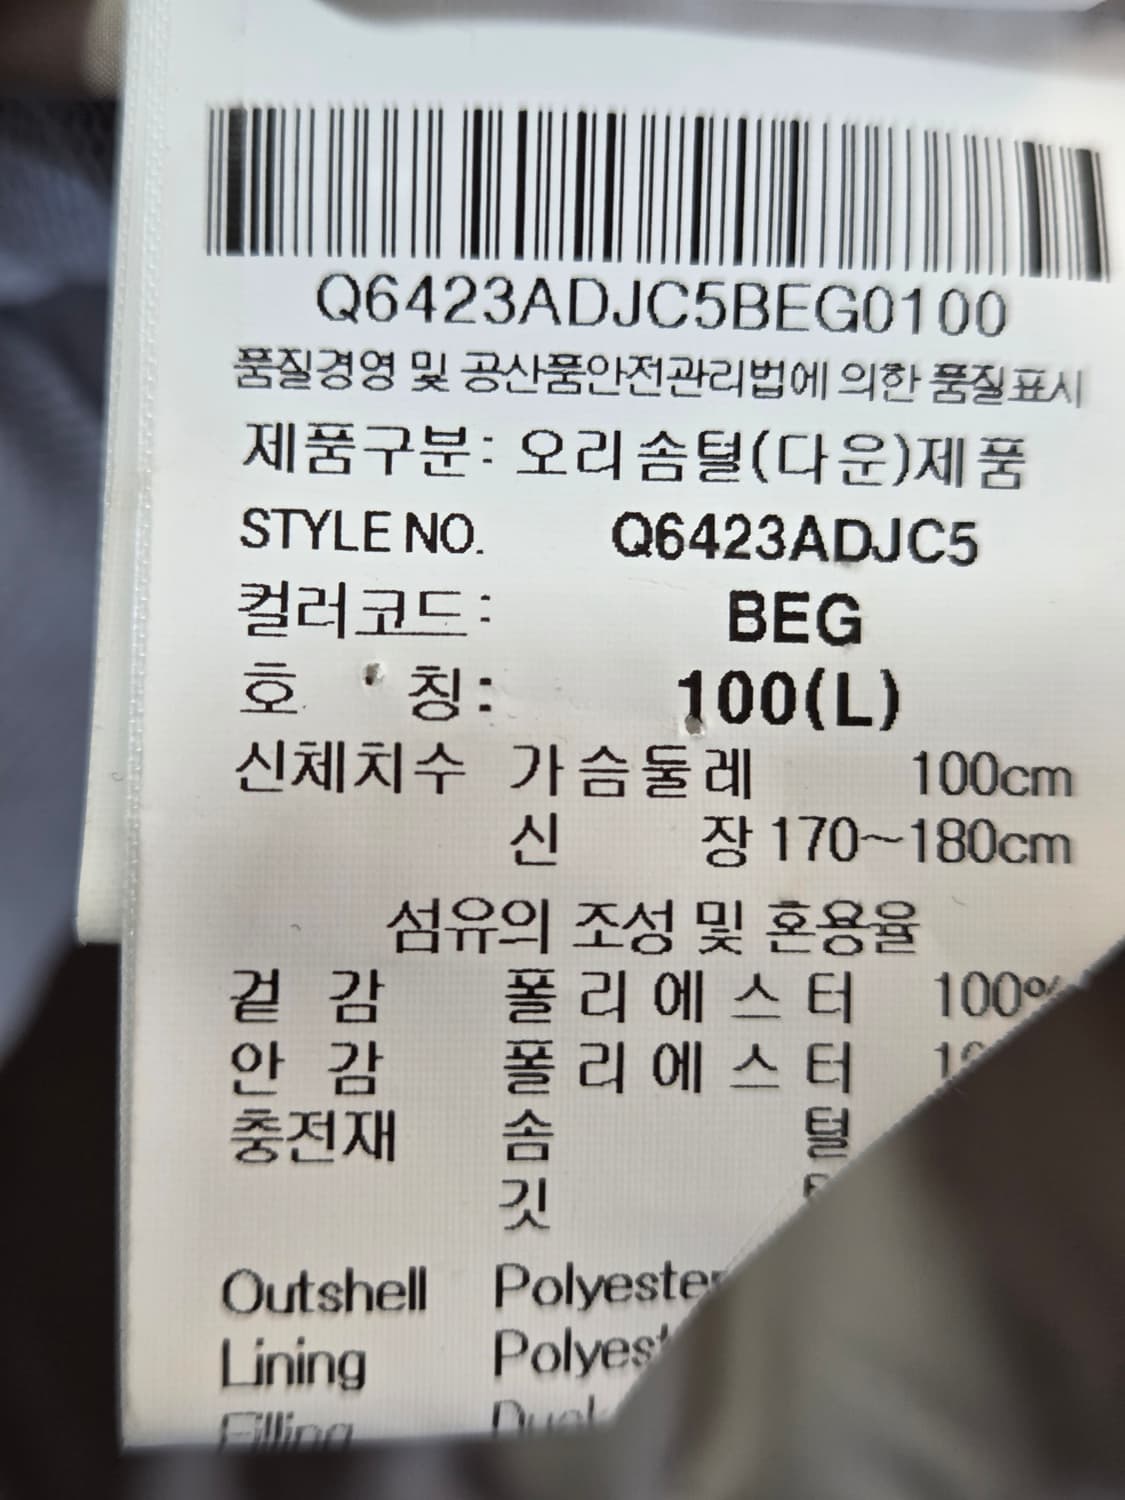 Q6423ADJC5BEG0100
품질경영 및 공산품안전관리법에 의한 품질표시
제품구분: 오리솜털(다운)제품
STYLE NO. Q6423ADJC5
컬러코드: BEG
호 칭: 100(L)
신체치수 가슴둘레 100cm
신 장 170~180cm
섬유의 조성 및 혼용율
겉 감 폴리에스터 100%
안 감 폴리에스터
충전재 솜 털
깃
Outshell Polyester
Lining
Filling